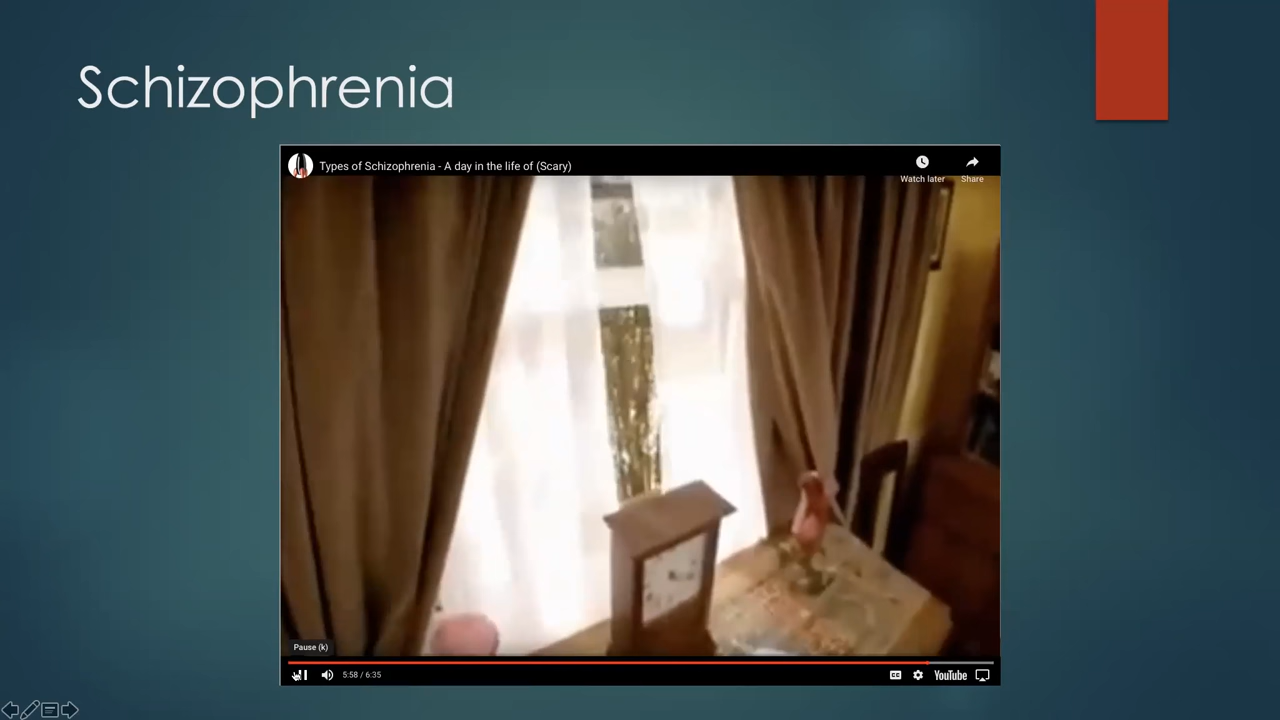 Schizophrenia
Types of Schizophrenia - A day in the life of (Scary)
Watch later
Share
Pause (k)
5:58 / 6:35
CC
YouTube